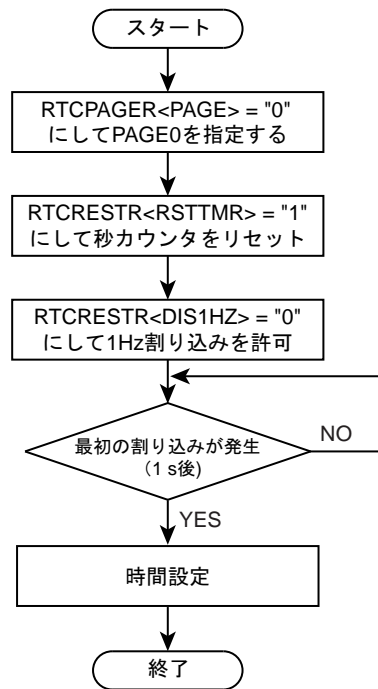 スタート
RTCPAGER<PAGE> = "0"
にしてPAGE0を指定する
RTCRESTR<RSTTMR> = "1"
にして秒カウンタをリセット
RTCRESTR<DIS1HZ> = "0"
にして1Hz割り込みを許可
最初の割り込みが発生
（1 s後)
NO
YES
時間設定
終了